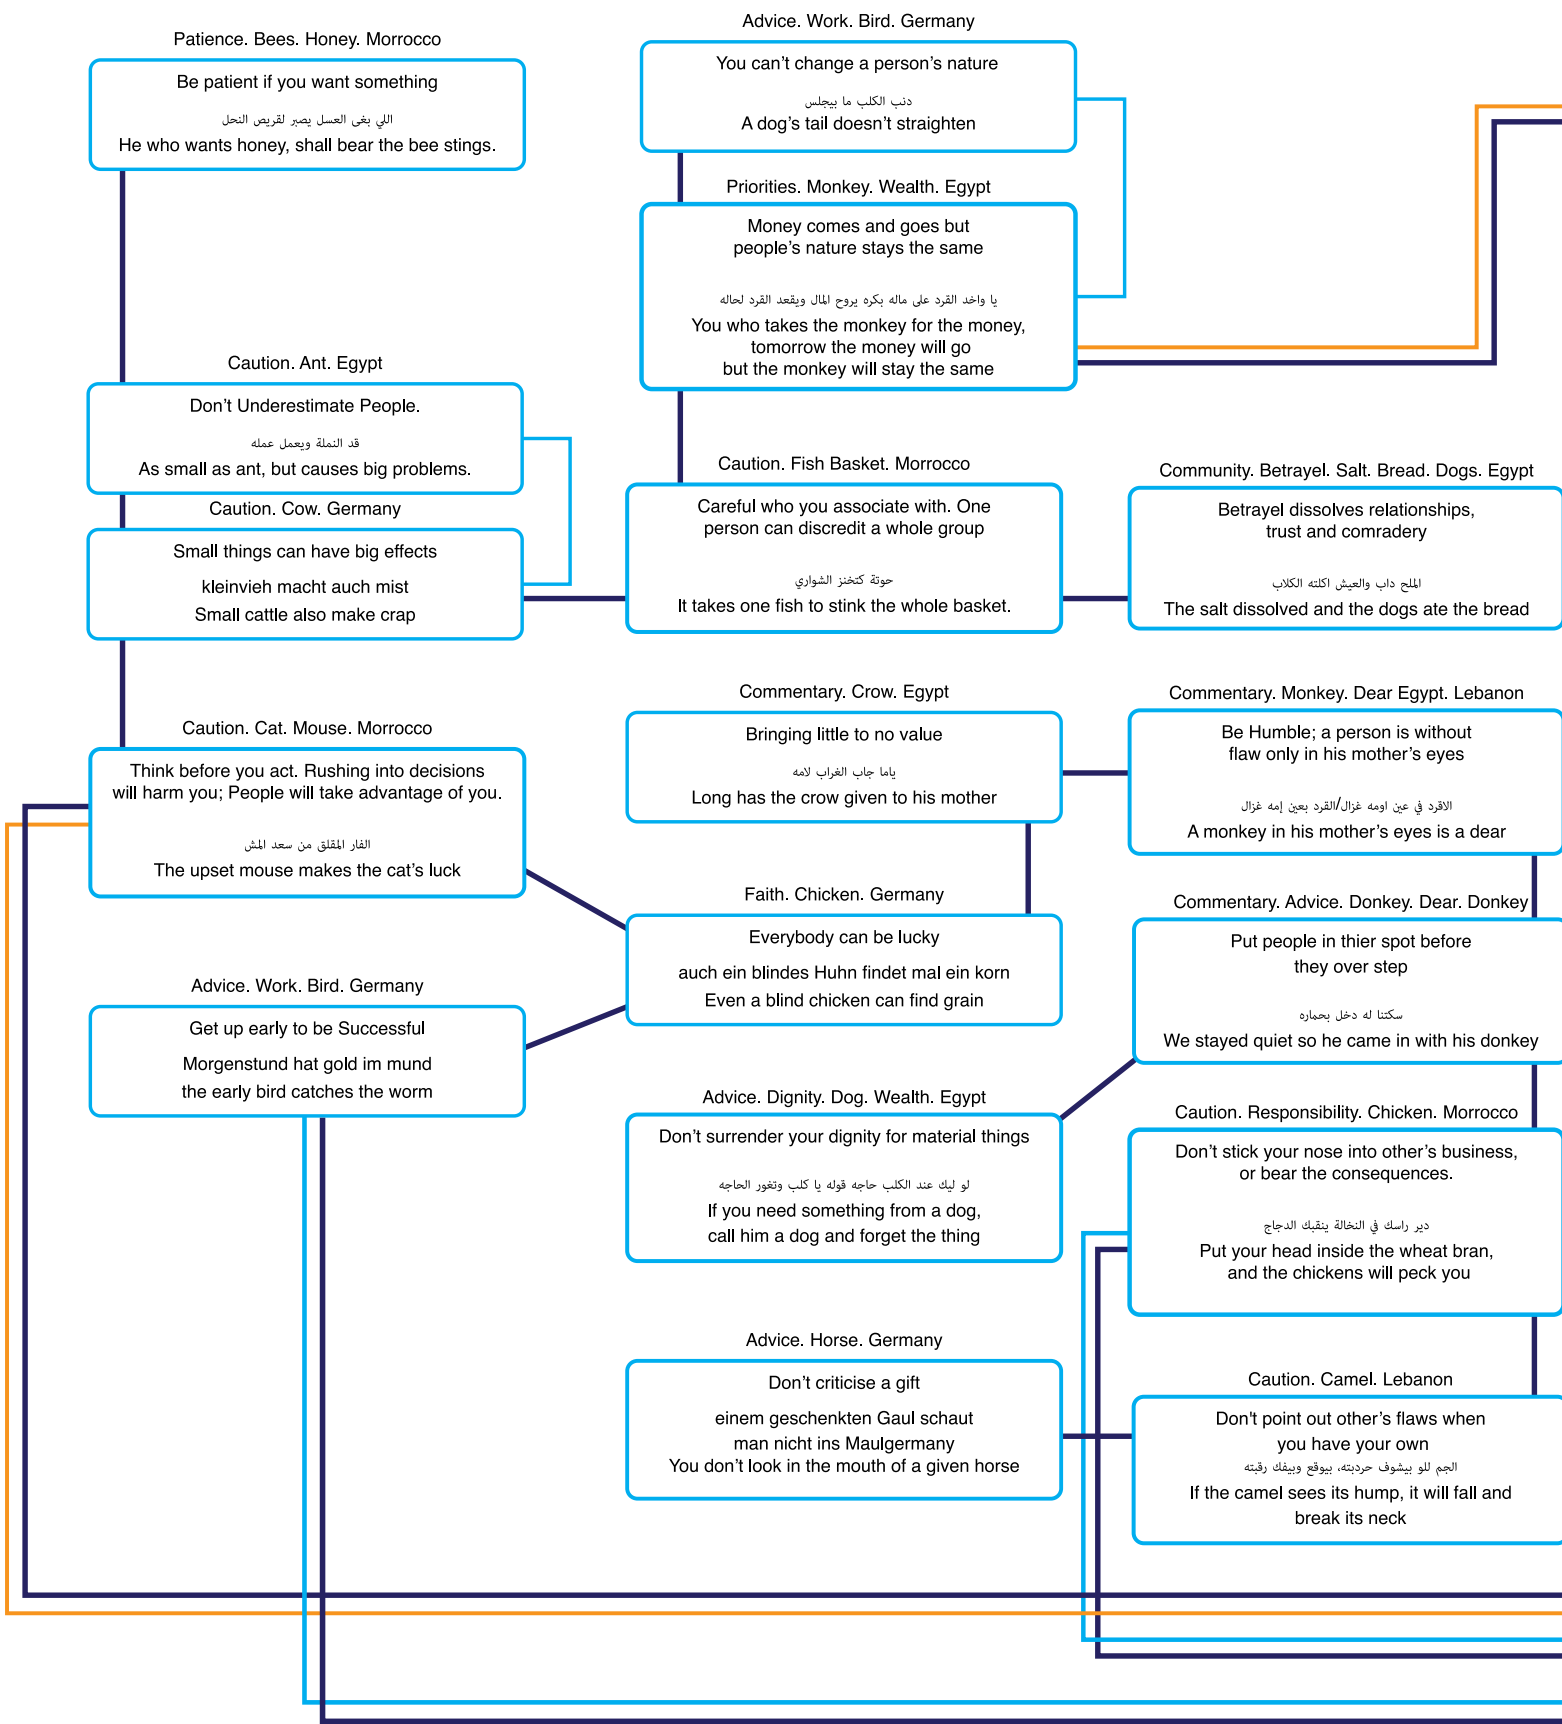 Patience. Bees. Honey. Morrocco
Be patient if you want something
اللي بغى العسل يصبر لقريص النحل
He who wants honey, shall bear the bee stings.
Caution. Ant. Egypt
Don't Underestimate People.
قد النملة ويعمل عمله
As small as ant, but causes big problems.
Caution. Cow. Germany
Small things can have big effects
kleinvieh macht auch mist
Small cattle also make crap
Caution. Cat. Mouse. Morrocco
Think before you act. Rushing into decisions
will harm you; People will take advantage of you.
الفار المقلق من سعد المش
The upset mouse makes the cat's luck
Advice. Work. Bird. Germany
Get up early to be Successful
Morgenstund hat gold im mund
the early bird catches the worm
Advice. Work. Bird. Germany
You can't change a person's nature
دنب الكلب ما بيجلس
A dog's tail doesn't straighten
Priorities. Monkey. Wealth. Egypt
Money comes and goes but
people's nature stays the same
يا واخد القرد على ماله بكره يروح المال ويقعد القرد لحاله
You who takes the monkey for the money,
tomorrow the money will go
but the monkey will stay the same
Caution. Fish Basket. Morrocco
Careful who you associate with. One
person can discredit a whole group
حوتة كتخنز الشواري
It takes one fish to stink the whole basket.
Commentary. Crow. Egypt
Bringing little to no value
ياما جاب الغراب لامه
Long has the crow given to his mother
Faith. Chicken. Germany
Everybody can be lucky
auch ein blindes Huhn findet mal ein korn
Even a blind chicken can find grain
Advice. Dignity. Dog. Wealth. Egypt
Don't surrender your dignity for material things
لو ليك عند الكلب حاجه قوله يا كلب وتغور الحاجه
If you need something from a dog,
call him a dog and forget the thing
Advice. Horse. Germany
Don't criticise a gift
einem geschenkten Gaul schaut
man nicht ins Maulgermany
You don't look in the mouth of a given horse
Community. Betrayel. Salt. Bread. Dogs. Egypt
Betrayel dissolves relationships,
trust and comradery
الملح داب والعيش اكلته الكلاب
The salt dissolved and the dogs ate the bread
Commentary. Monkey. Dear Egypt. Lebanon
Be Humble; a person is without
flaw only in his mother's eyes
الاقرد في عين اومه غزال/القرد بعين إمه غزال
A monkey in his mother's eyes is a dear
Commentary. Advice. Donkey. Dear. Donkey
Put people in thier spot before
they over step
سكتنا له دخل بحماره
We stayed quiet so he came in with his donkey
Caution. Responsibility. Chicken. Morrocco
Don't stick your nose into other's business,
or bear the consequences.
دير راسك في النخالة ينقبك الدجاج
Put your head inside the wheat bran,
and the chickens will peck you
Caution. Camel. Lebanon
Don't point out other's flaws when
you have your own
الجم للو بيشوف حردبته، بيوقع وبيفك رقبته
If the camel sees its hump, it will fall and
break its neck